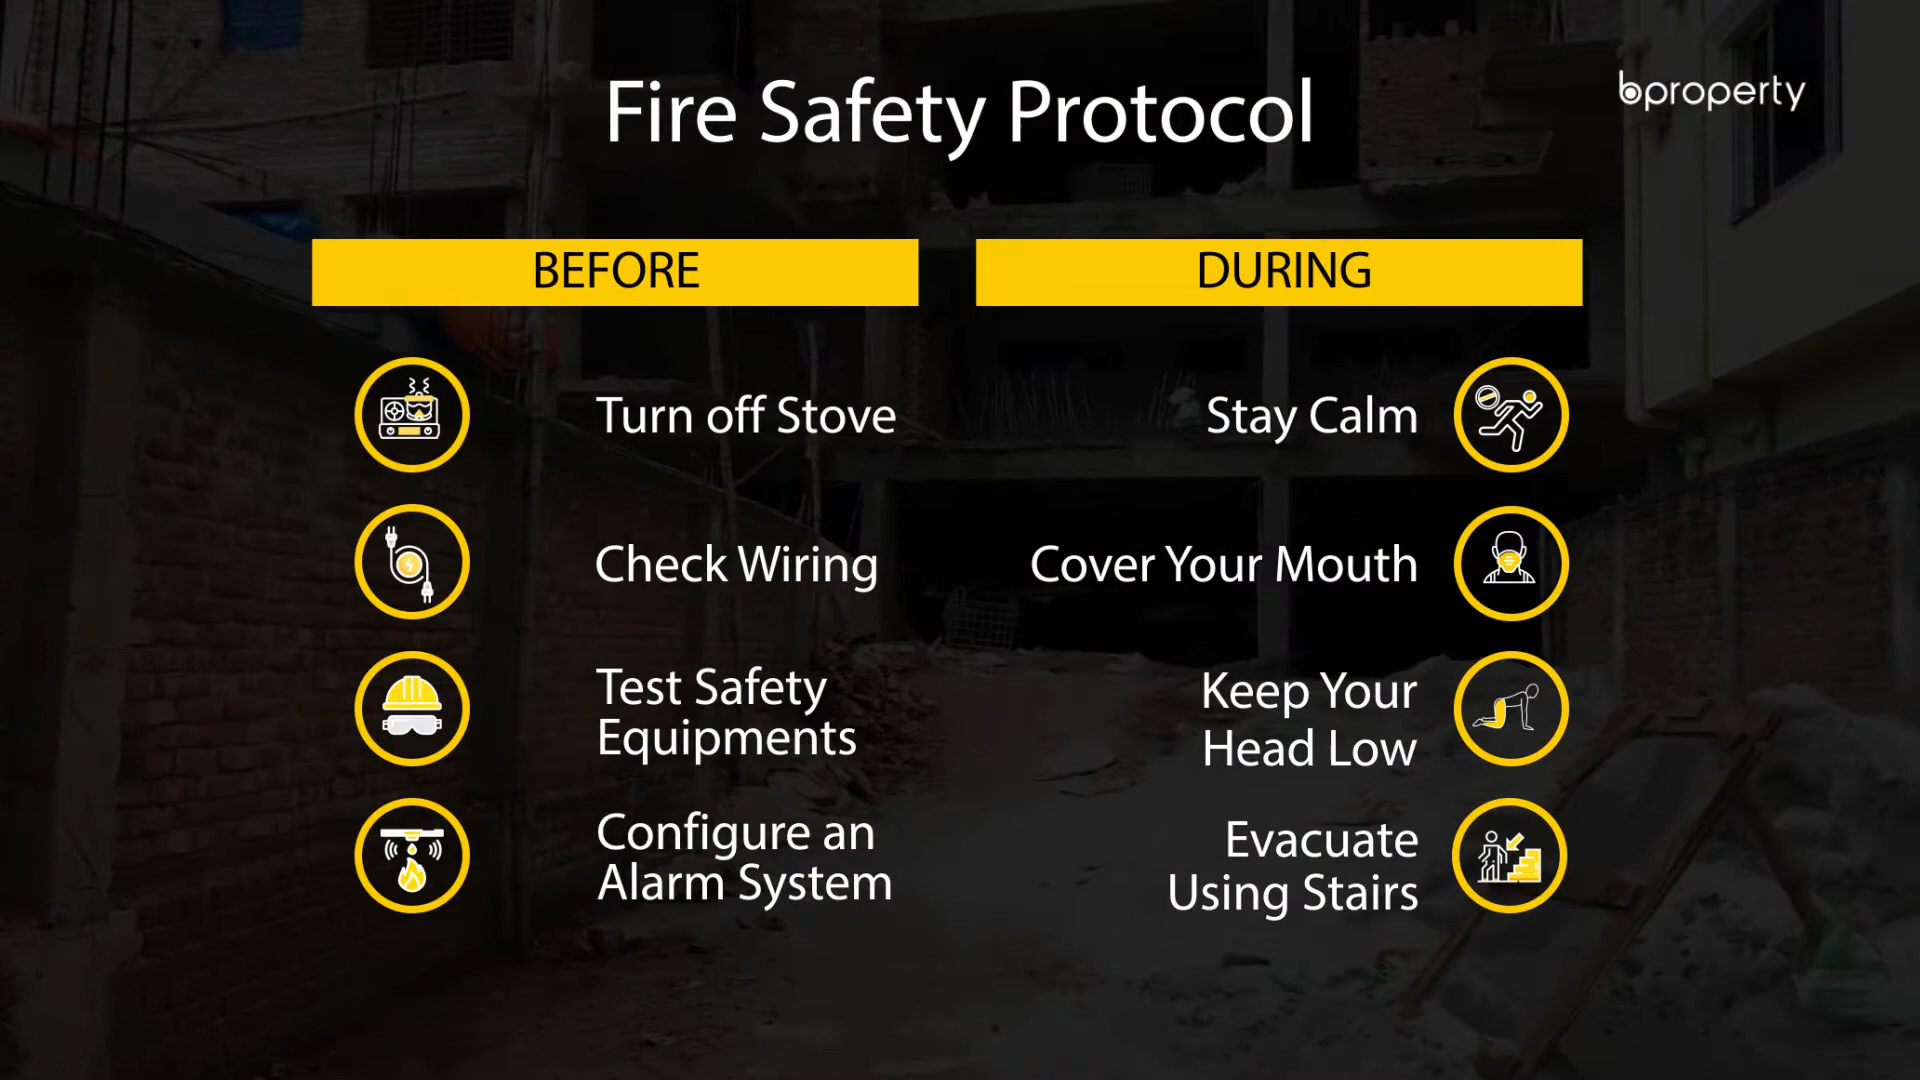 Fire Safety Protocol
bproperty
BEFORE
Turn off Stove
Check Wiring
Test Safety
Equipments
Configure an
Alarm System
DURING
Stay Calm
Cover Your Mouth
Keep Your
Head Low
Evacuate
Using Stairs